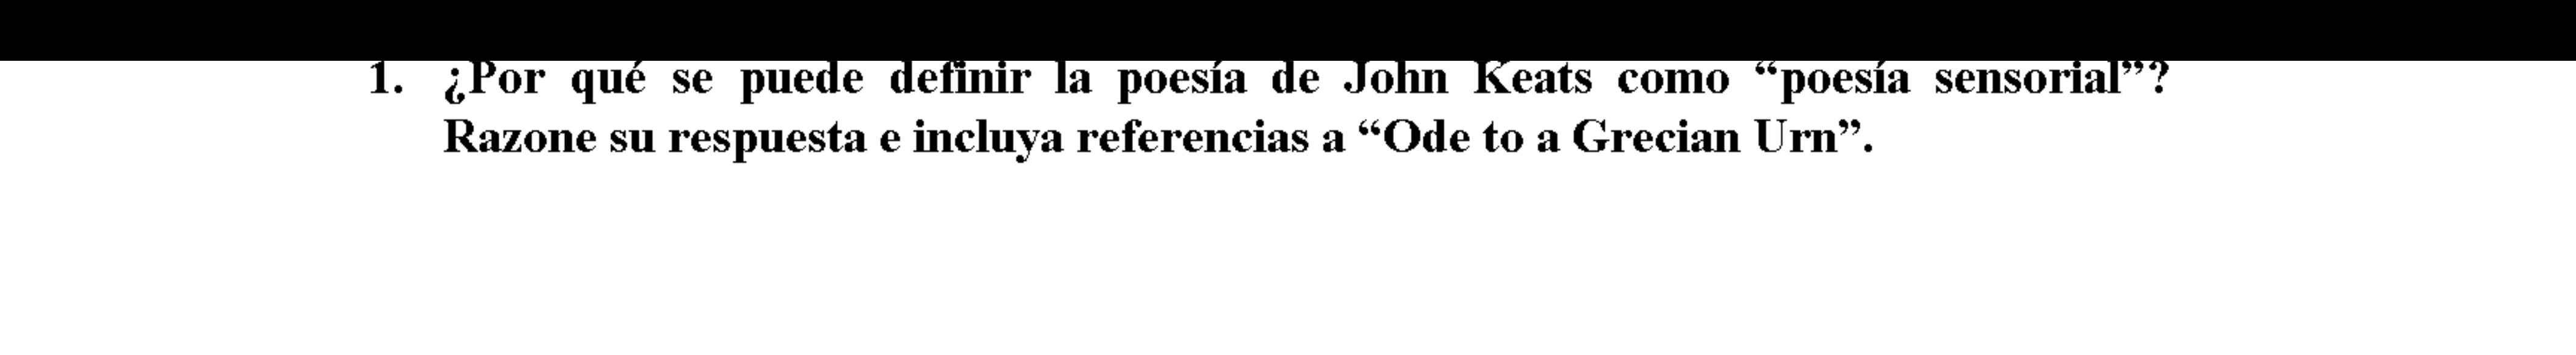 1. ¿Por qué se puede definir la poesía de John Keats como “poesía sensorial”?
Razone su respuesta e incluya referencias a “Ode to a Grecian Urn”.